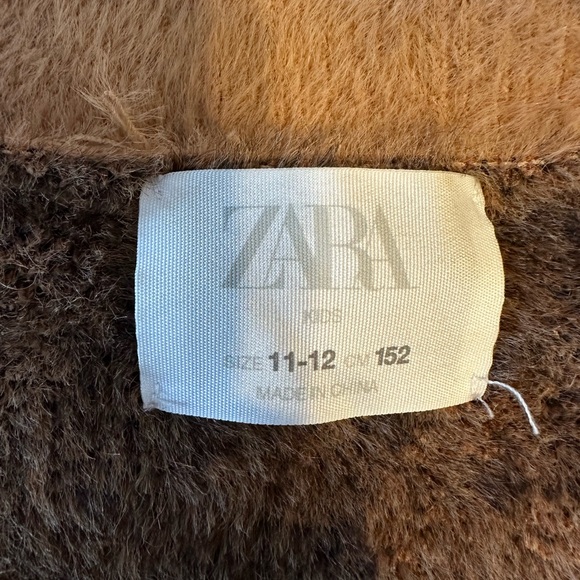 ZARA
KIDS
SIZE 11-12 CM 152
MADE IN CHINA